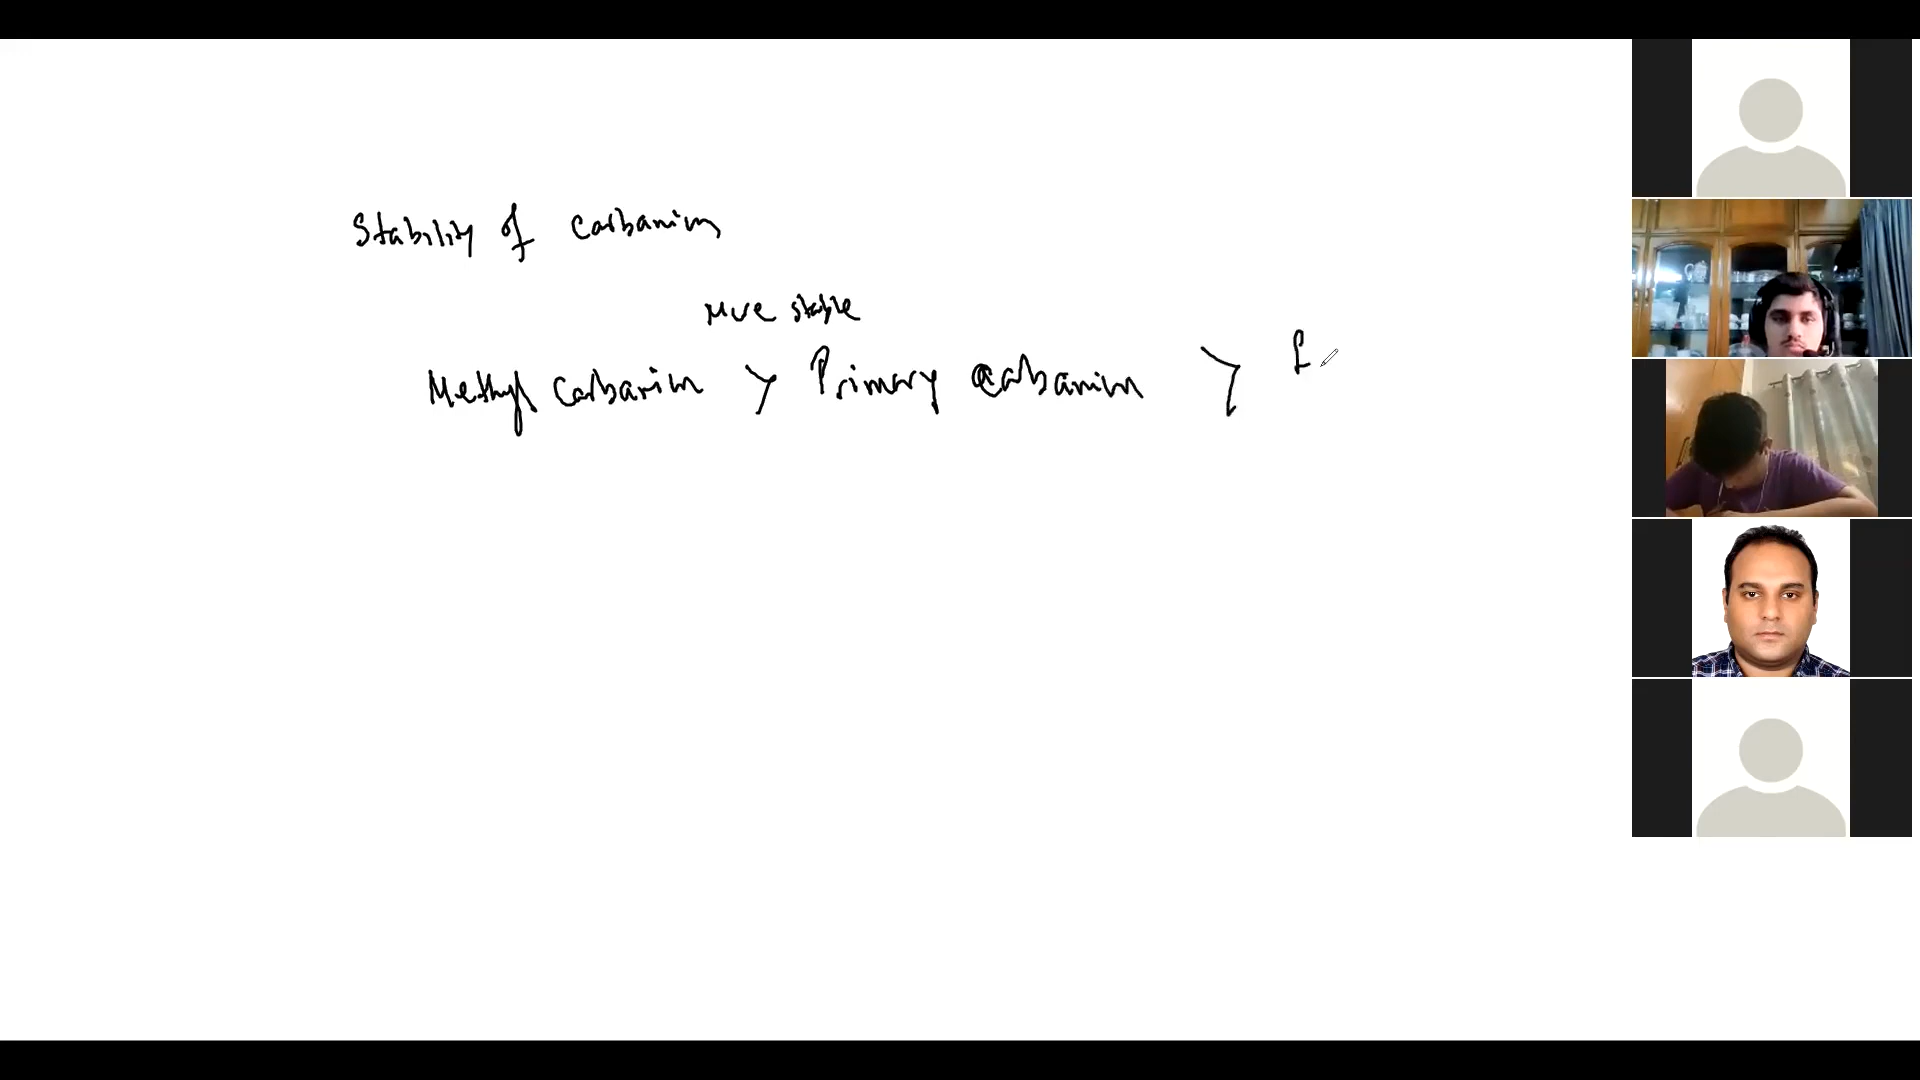 Stability of Carbanion
More stable
Methyl Carbanion > Primary Carbanion >